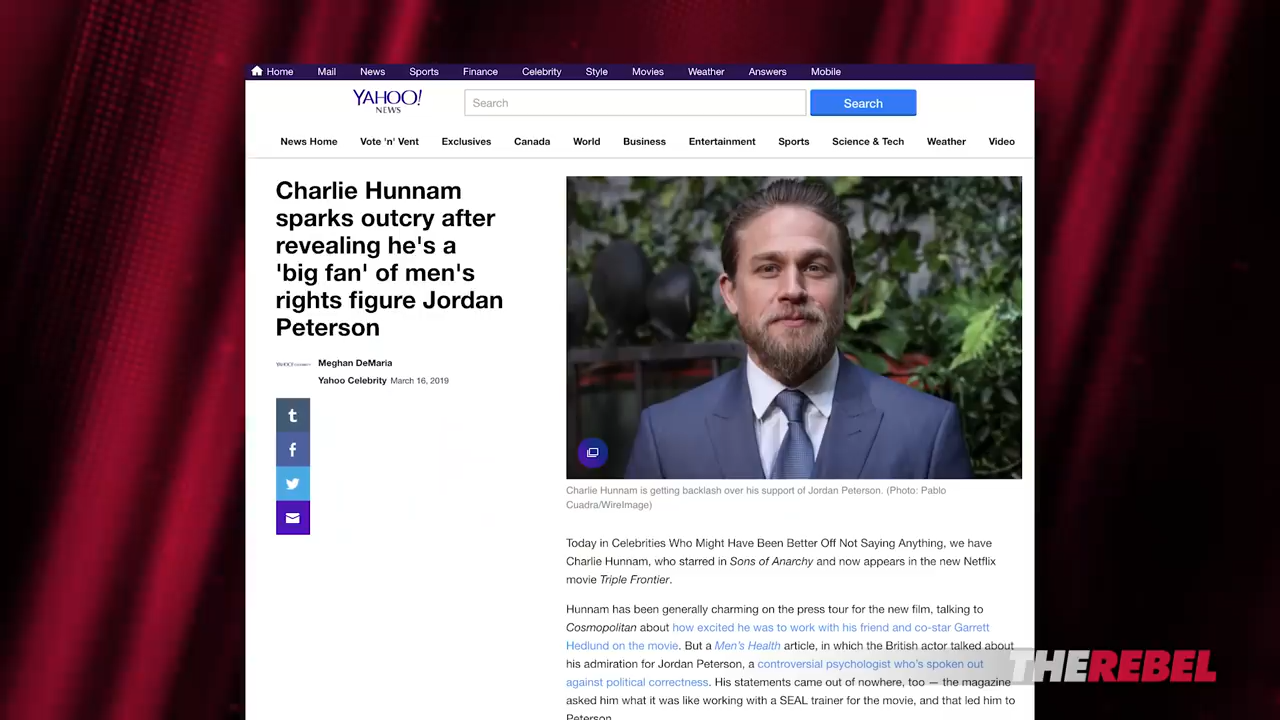 Home Mail News Sports Finance Celebrity Style Movies Weather Answers Mobile
YAHOO!
NEWS
Search
Search
News Home Vote 'n' Vent Exclusives Canada World Business Entertainment Sports Science & Tech Weather Video
Charlie Hunnam
sparks outcry after
revealing he's a
'big fan' of men's
rights figure Jordan
Peterson
Meghan DeMaria
Yahoo Celebrity March 16, 2019
Charlie Hunnam is getting backlash over his support of Jordan Peterson. (Photo: Pablo
Cuadra/WireImage)
Today in Celebrities Who Might Have Been Better Off Not Saying Anything, we have
Charlie Hunnam, who starred in Sons of Anarchy and now appears in the new Netflix
movie Triple Frontier.
Hunnam has been generally charming on the press tour for the new film, talking to
Cosmopolitan about how excited he was to work with his friend and co-star Garrett
Hedlund on the movie. But a Men's Health article, in which the British actor talked about
his admiration for Jordan Peterson, a controversial psychologist who's spoken out
against political correctness. His statements came out of nowhere, too — the magazine
asked him what it was like working with a SEAL trainer for the movie, and that led him to
Peterson.
THEREBEL